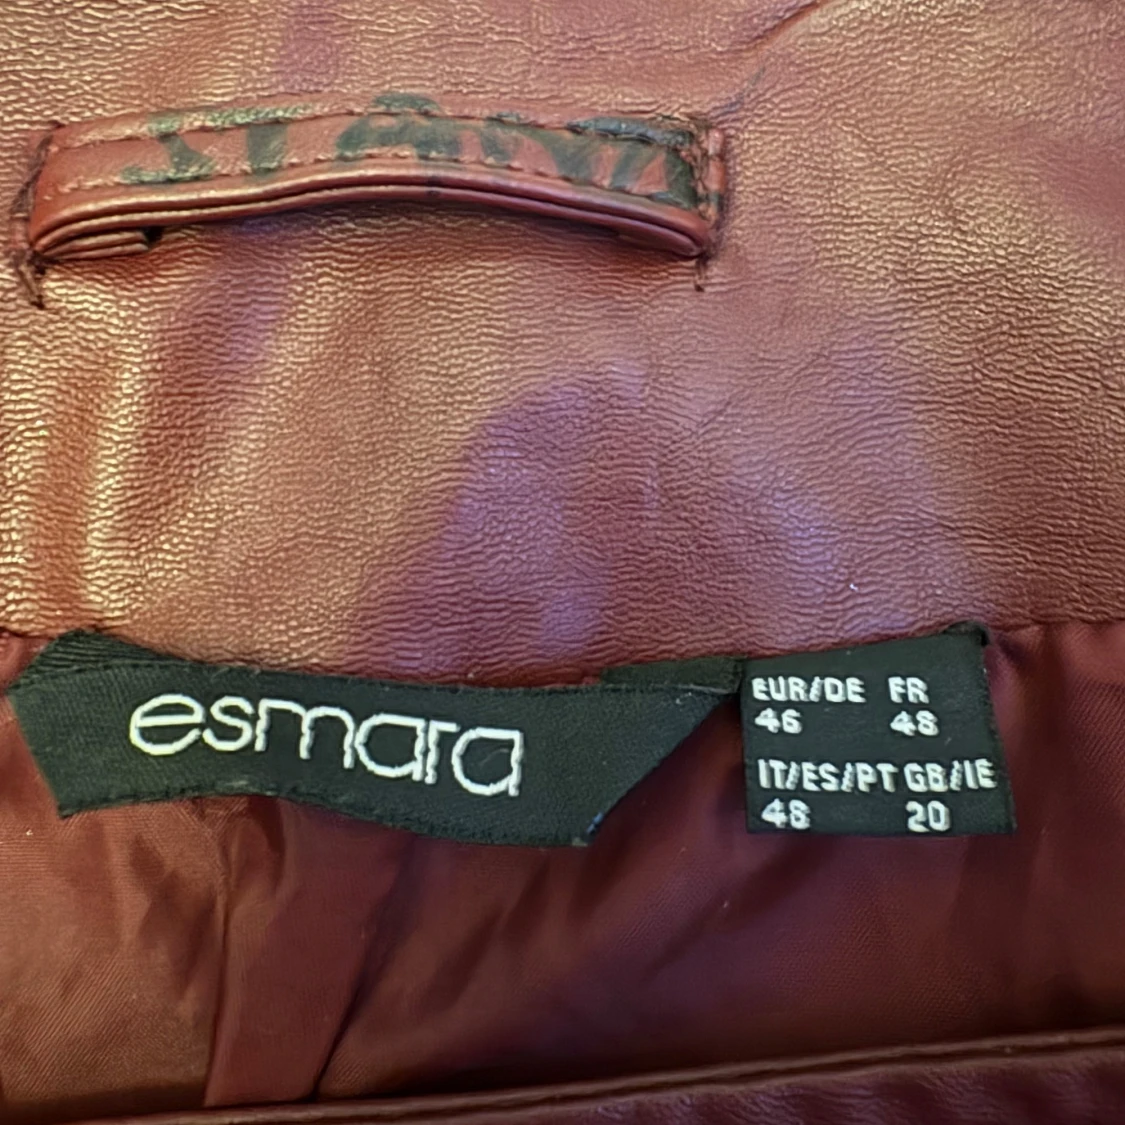 esmara
EUR/DE FR
46 48
IT/ES/PT GB/IE
48 20